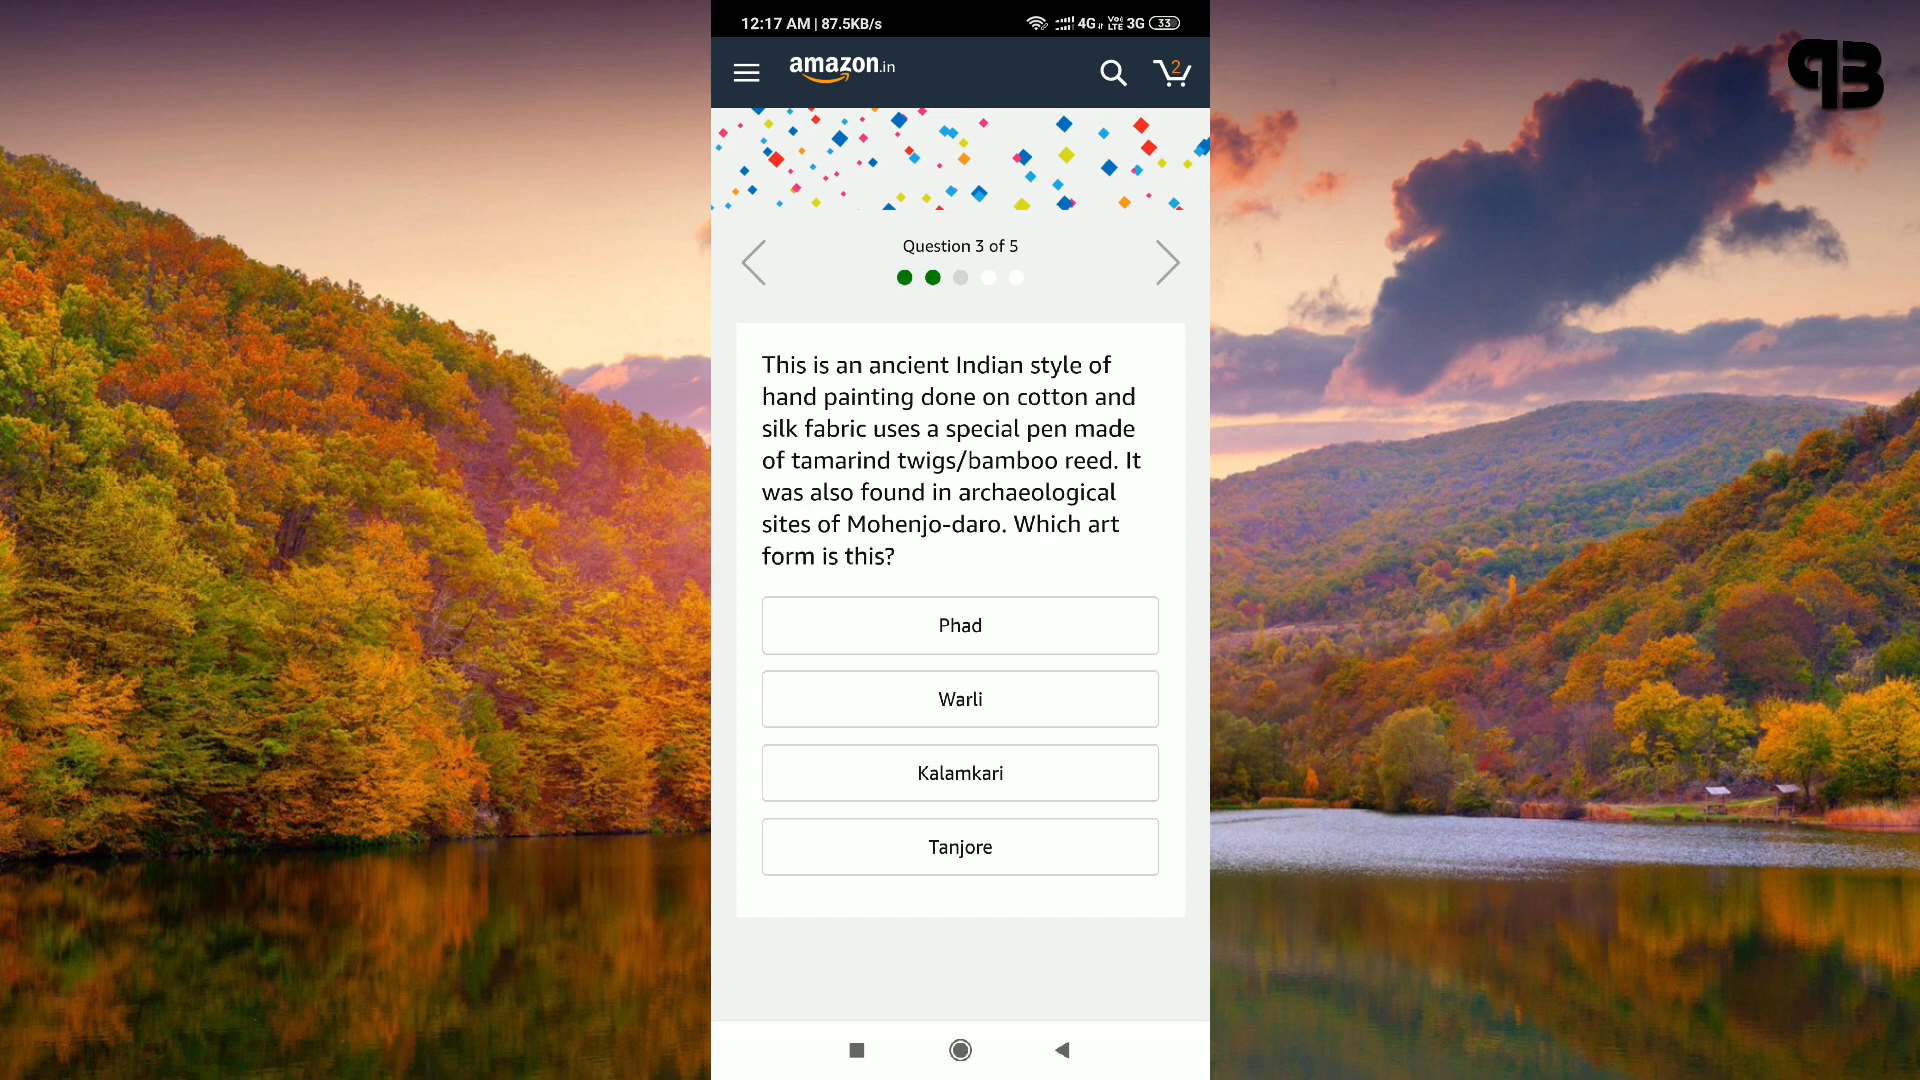 12:17 AM | 87.5KB/s 4G Vo LTE 3G 33
amazon.in
2
Question 3 of 5
This is an ancient Indian style of
hand painting done on cotton and
silk fabric uses a special pen made
of tamarind twigs/bamboo reed. It
was also found in archaeological
sites of Mohenjo-daro. Which art
form is this?
Phad
Warli
Kalamkari
Tanjore